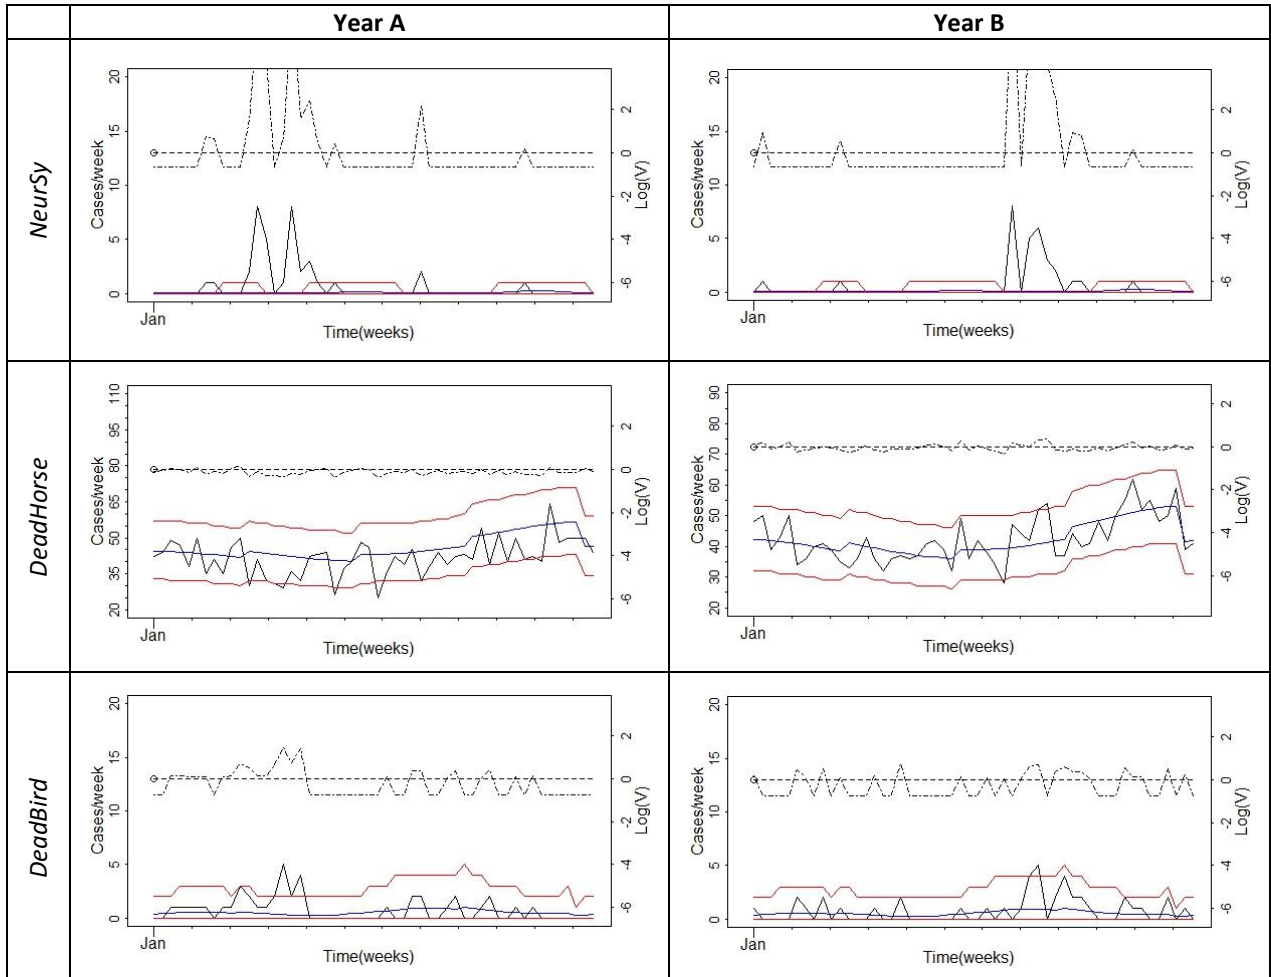 Year A
Year B
NeurSy
Cases/week
0 5 10 15 20
Log(V)
-6 -4 -2 0 2
Jan
Time(weeks)
Cases/week
0 5 10 15 20
Log(V)
-6 -4 -2 0 2
Jan
Time(weeks)
DeadHorse
Cases/week
20 35 50 65 80 95 110
Log(V)
-6 -4 -2 0 2
Jan
Time(weeks)
Cases/week
20 30 40 50 60 70 80 90
Log(V)
-6 -4 -2 0 2
Jan
Time(weeks)
DeadBird
Cases/week
0 5 10 15 20
Log(V)
-6 -4 -2 0 2
Jan
Time(weeks)
Cases/week
0 5 10 15 20
Log(V)
-6 -4 -2 0 2
Jan
Time(weeks)